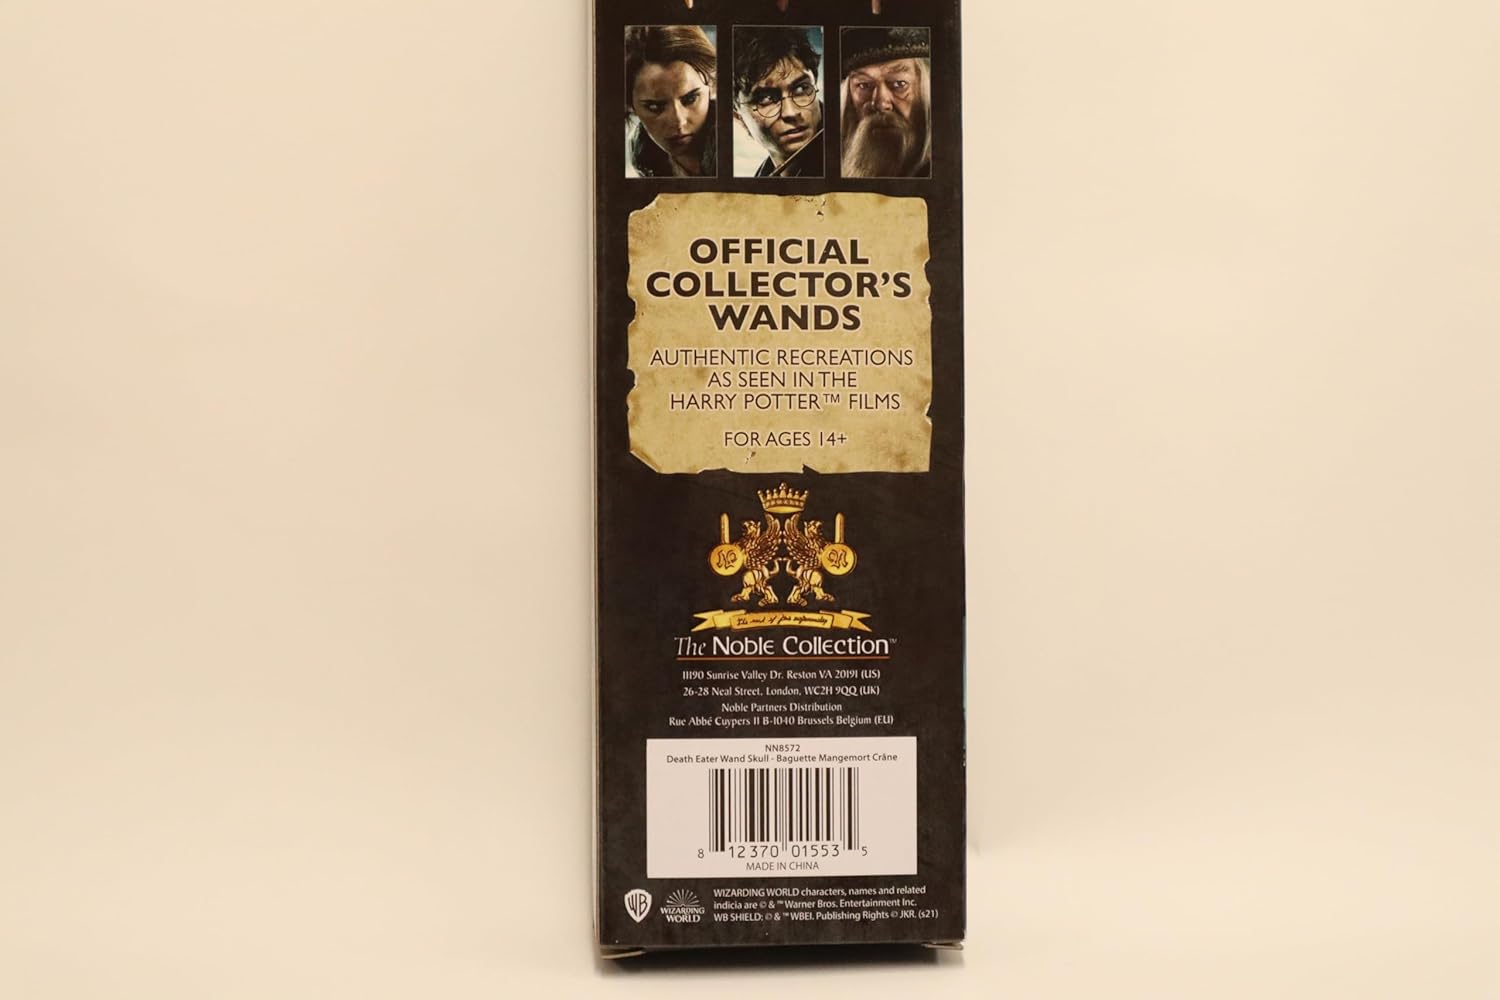 OFFICIAL
COLLECTOR'S
WANDS
AUTHENTIC RECREATIONS
AS SEEN IN THE
HARRY POTTER™ FILMS
FOR AGES 14+
The Noble Collection™
11190 Sunrise Valley Dr. Reston VA 20191 (US)
26-28 Neal Street, London, WC2H 9QQ (UK)
Noble Partners Distribution
Rue Abbé Cuypers 11 B-1040 Brussels Belgium (EU)
NN8572
Death Eater Wand Skull - Baguette Mangemort Crâne
8 12370 01553 5
MADE IN CHINA
WB
WIZARDING
WORLD
WIZARDING WORLD characters, names and related
indicia are © & ™ Warner Bros. Entertainment Inc.
WB SHIELD: © & ™ WBEI. Publishing Rights © JKR. (s21)